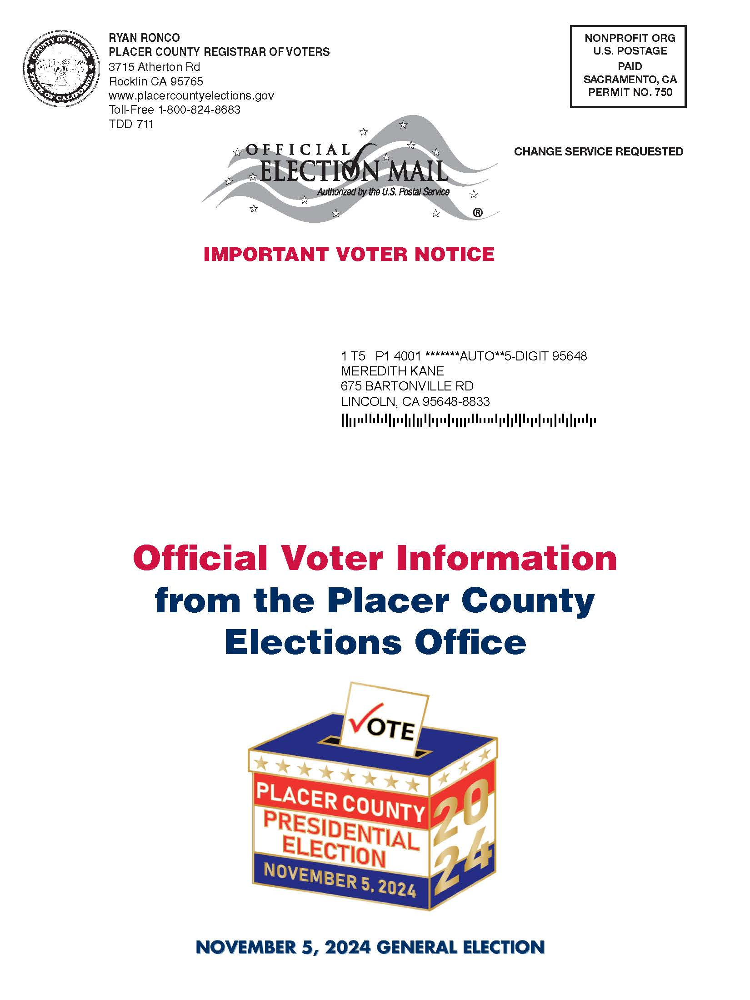 COUNTY OF PLACER
STATE OF CALIFORNIA
RYAN RONCO
PLACER COUNTY REGISTRAR OF VOTERS
3715 Atherton Rd
Rocklin CA 95765
www.placercountyelections.gov
Toll-Free 1-800-824-8683
TDD 711
NONPROFIT ORG
U.S. POSTAGE
PAID
SACRAMENTO, CA
PERMIT NO. 750
OFFICIAL
ELECTION MAIL
Authorized by the U.S. Postal Service
®
CHANGE SERVICE REQUESTED
IMPORTANT VOTER NOTICE
1 T5 P1 4001 *******AUTO**5-DIGIT 95648
MEREDITH KANE
675 BARTONVILLE RD
LINCOLN, CA 95648-8833
Official Voter Information
from the Placer County
Elections Office
VOTE
PLACER COUNTY
PRESIDENTIAL
ELECTION
NOVEMBER 5, 2024
20
24
NOVEMBER 5, 2024 GENERAL ELECTION